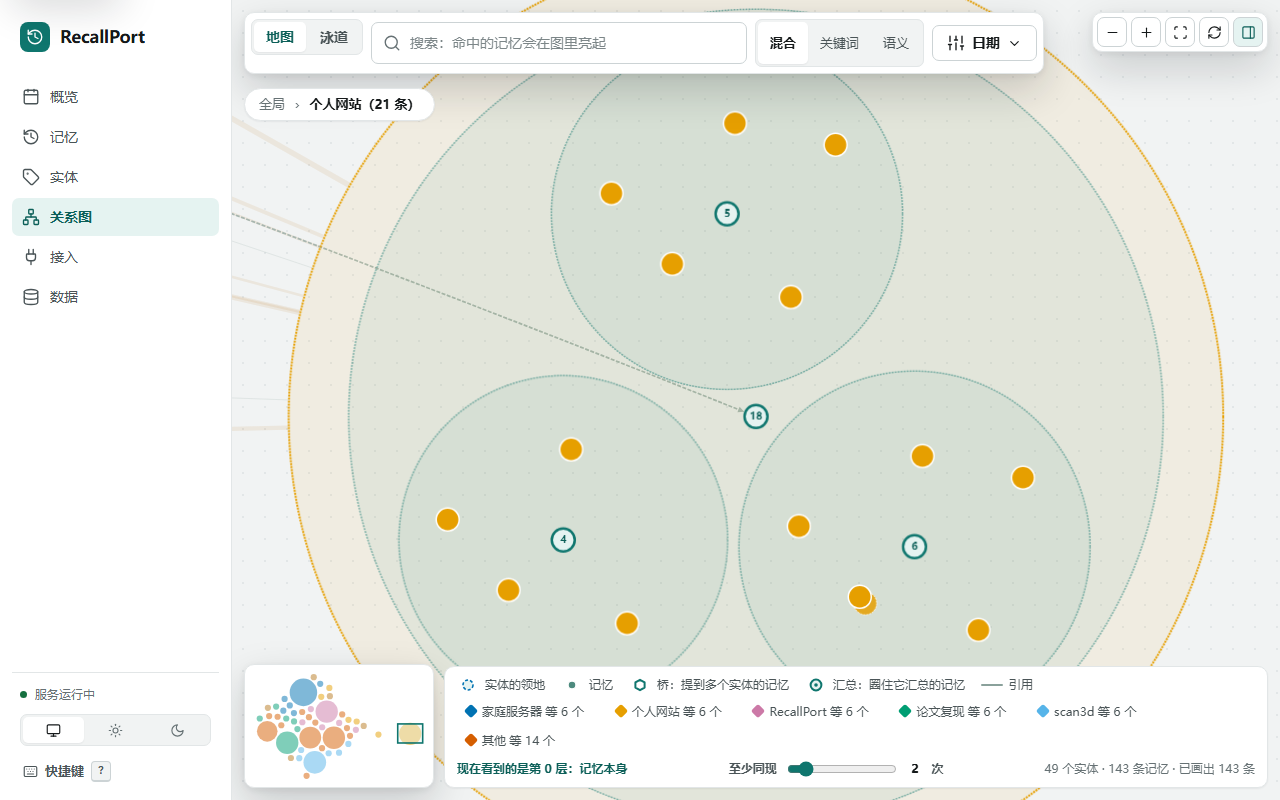 RecallPort
概览
记忆
实体
关系图
接入
数据
服务运行中
快捷键 ?
地图 泳道
搜索：命中的记忆会在图里亮起
混合 关键词 语义
日期
全局 › 个人网站（21 条）
5
18
4
6
实体的领地 记忆 桥：提到多个实体的记忆 汇总：圈住它汇总的记忆 引用
家庭服务器 等 6 个 个人网站 等 6 个 RecallPort 等 6 个 论文复现 等 6 个 scan3d 等 6 个
其他 等 14 个
现在看到的是第 0 层：记忆本身 至少同现 2 次 49 个实体 · 143 条记忆 · 已画出 143 条